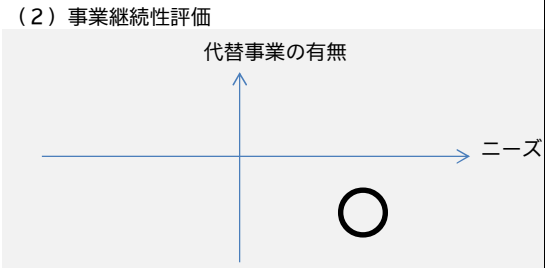 （２）事業継続性評価
代替事業の有無
ニーズ